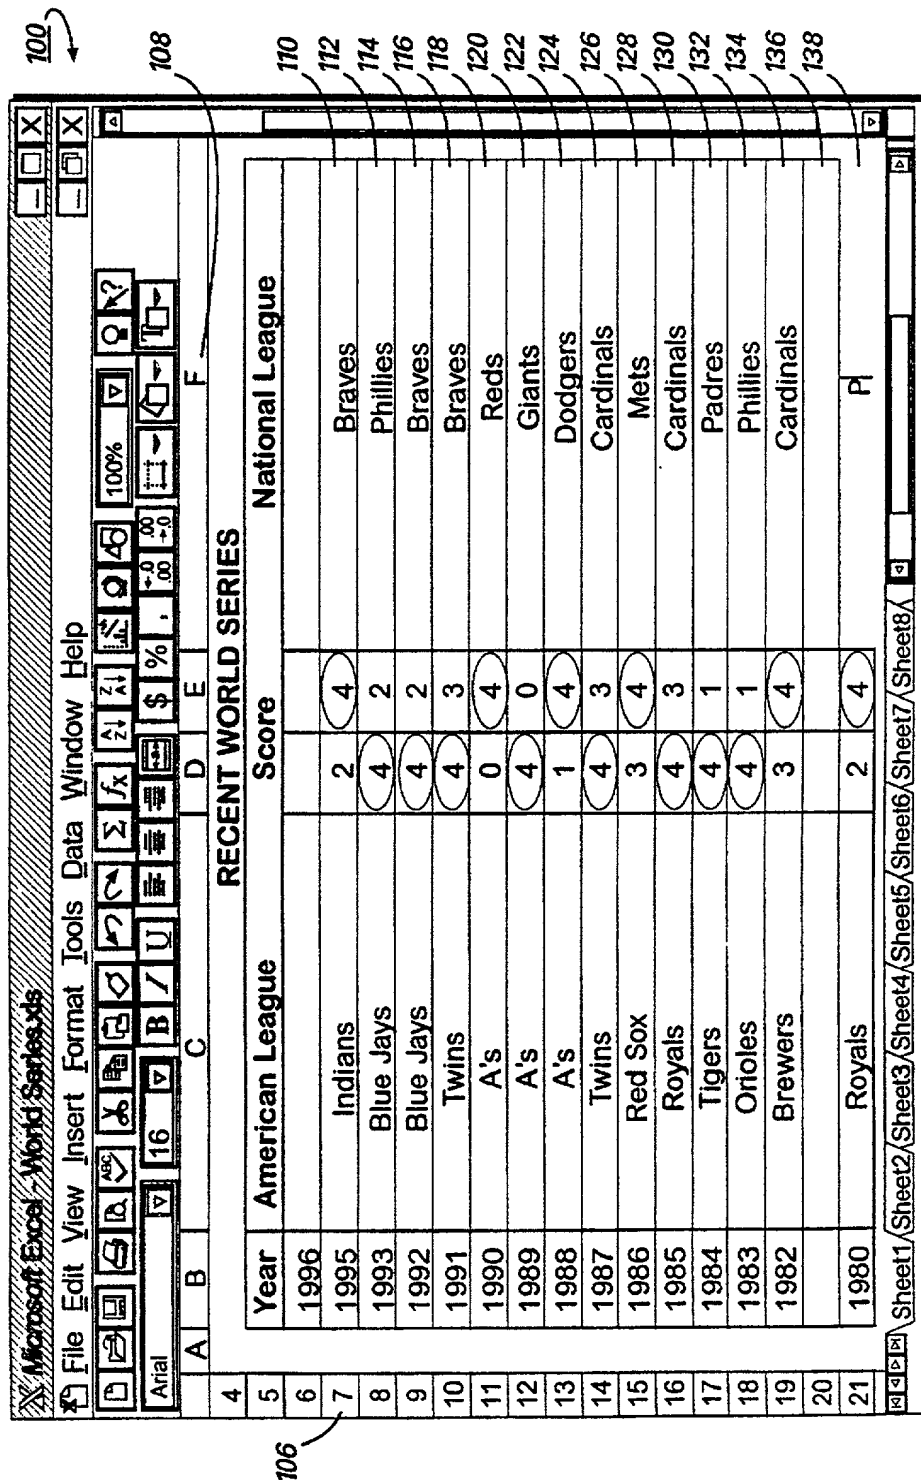 100
Microsoft Excel - World Series.xls
File Edit View Insert Format Tools Data Window Help
ABC Σ fx A Z Z A 100% ?
Arial 16 B I U $ % , ←.0 .00 .00 →.0
108
A B C D E F
4 RECENT WORLD SERIES
5 Year American League Score National League
6 1996
7 1995 Indians 2 4 Braves 110
8 1993 Blue Jays 4 2 Phillies 112
9 1992 Blue Jays 4 2 Braves 114
10 1991 Twins 4 3 Braves 116
11 1990 A's 0 4 Reds 118
12 1989 A's 4 0 Giants 120
13 1988 A's 1 4 Dodgers 122
14 1987 Twins 4 3 Cardinals 124
15 1986 Red Sox 3 4 Mets 126
16 1985 Royals 4 3 Cardinals 128
17 1984 Tigers 4 1 Padres 130
18 1983 Orioles 4 1 Phillies 132
19 1982 Brewers 3 4 Cardinals 134
20 136
21 1980 Royals 2 4 P 138
106
Sheet1 Sheet2 Sheet3 Sheet4 Sheet5 Sheet6 Sheet7 Sheet8